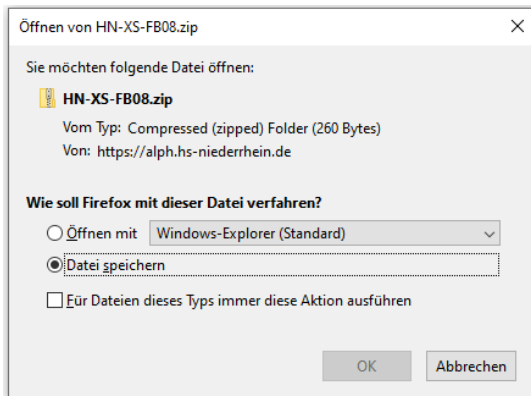 Öffnen von HN-XS-FB08.zip
Sie möchten folgende Datei öffnen:
HN-XS-FB08.zip
Vom Typ: Compressed (zipped) Folder (260 Bytes)
Von: https://alph.hs-niederrhein.de
Wie soll Firefox mit dieser Datei verfahren?
Öffnen mit Windows-Explorer (Standard)
Datei speichern
Für Dateien dieses Typs immer diese Aktion ausführen
OK Abbrechen